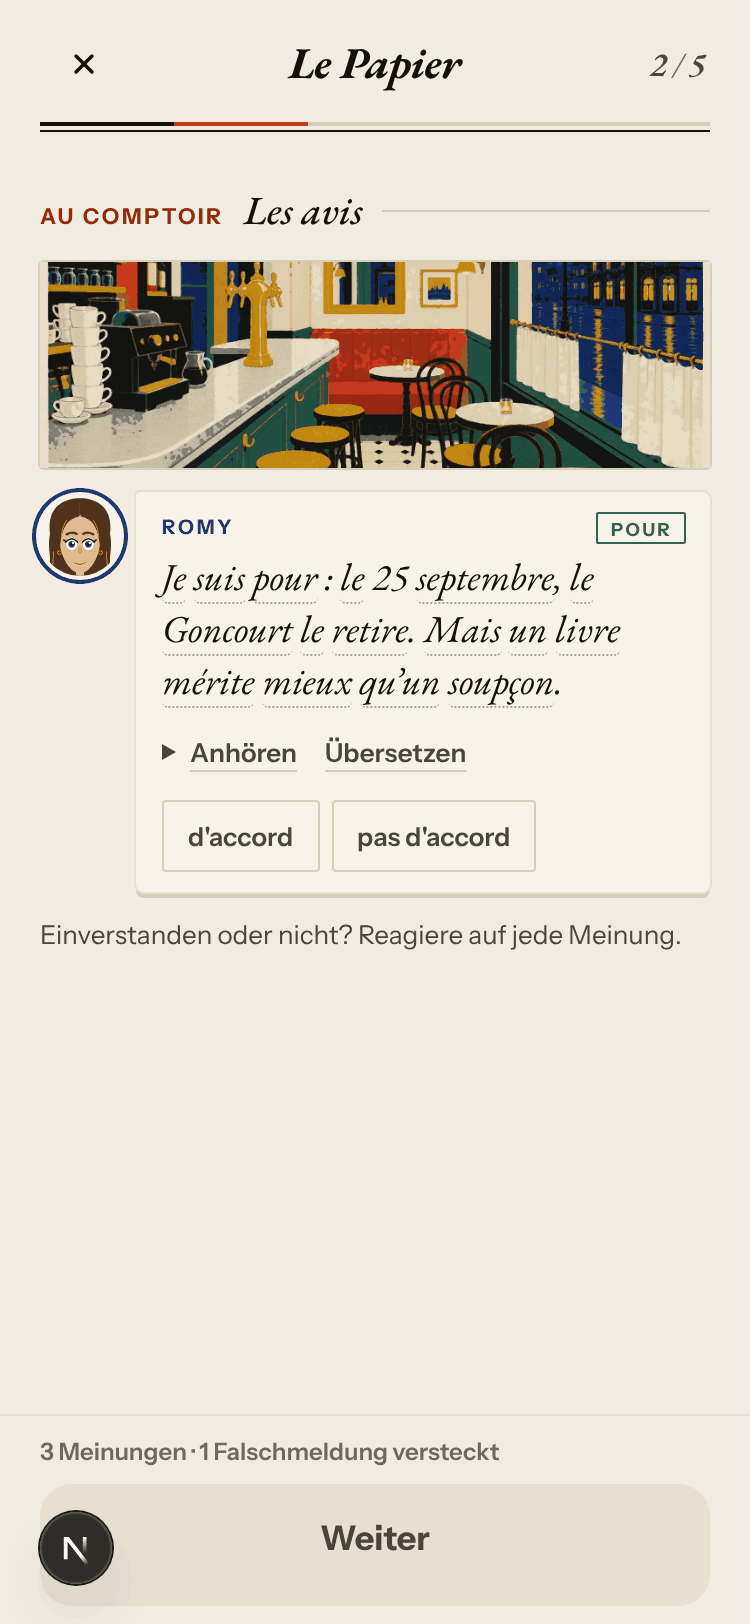 Le Papier
2 / 5
AU COMPTOIR Les avis
ROMY
POUR
Je suis pour : le 25 septembre, le
Goncourt le retire. Mais un livre
mérite mieux qu’un soupçon.
Anhören Übersetzen
d'accord pas d'accord
Einverstanden oder nicht? Reagiere auf jede Meinung.
3 Meinungen · 1 Falschmeldung versteckt
Weiter
N